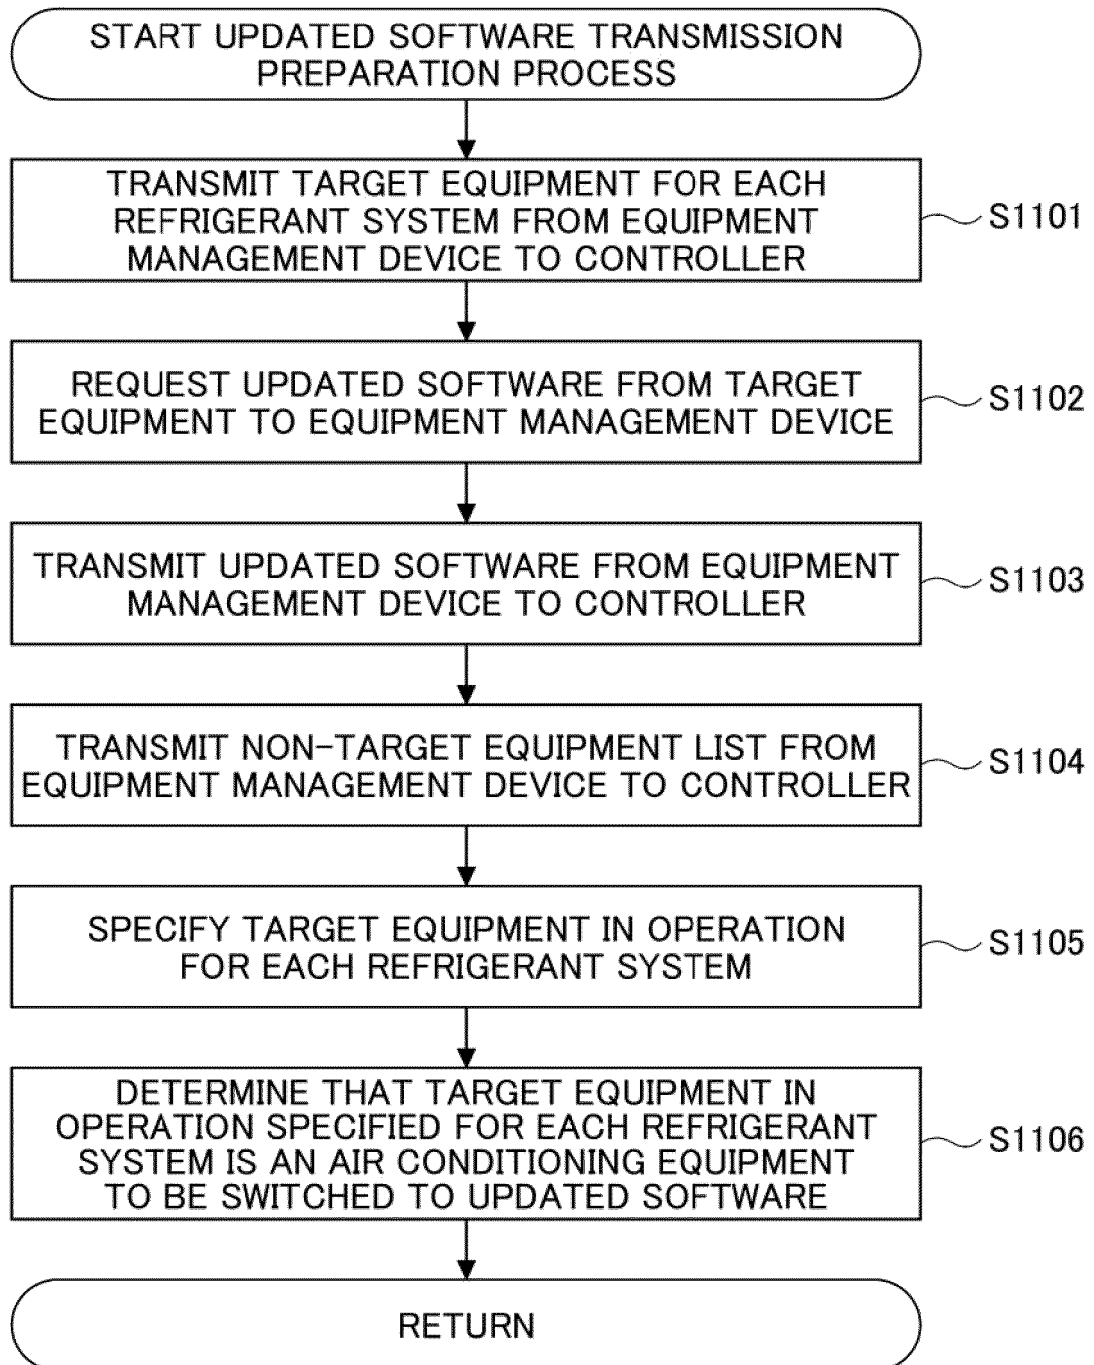 START UPDATED SOFTWARE TRANSMISSION
PREPARATION PROCESS
TRANSMIT TARGET EQUIPMENT FOR EACH
REFRIGERANT SYSTEM FROM EQUIPMENT
MANAGEMENT DEVICE TO CONTROLLER
S1101
REQUEST UPDATED SOFTWARE FROM TARGET
EQUIPMENT TO EQUIPMENT MANAGEMENT DEVICE
S1102
TRANSMIT UPDATED SOFTWARE FROM EQUIPMENT
MANAGEMENT DEVICE TO CONTROLLER
S1103
TRANSMIT NON-TARGET EQUIPMENT LIST FROM
EQUIPMENT MANAGEMENT DEVICE TO CONTROLLER
S1104
SPECIFY TARGET EQUIPMENT IN OPERATION
FOR EACH REFRIGERANT SYSTEM
S1105
DETERMINE THAT TARGET EQUIPMENT IN
OPERATION SPECIFIED FOR EACH REFRIGERANT
SYSTEM IS AN AIR CONDITIONING EQUIPMENT
TO BE SWITCHED TO UPDATED SOFTWARE
S1106
RETURN